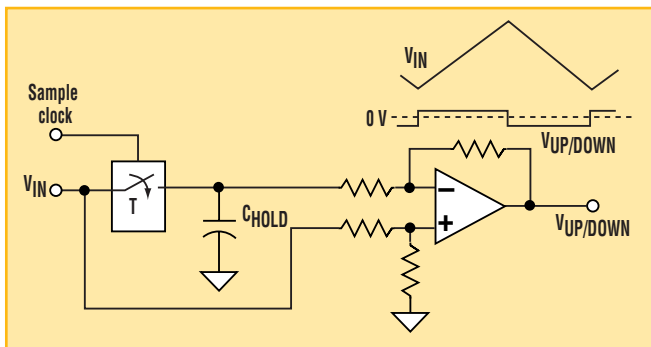 VIN
0 V
VUP/DOWN
Sample
clock
VIN
T
CHOLD
−
+
VUP/DOWN